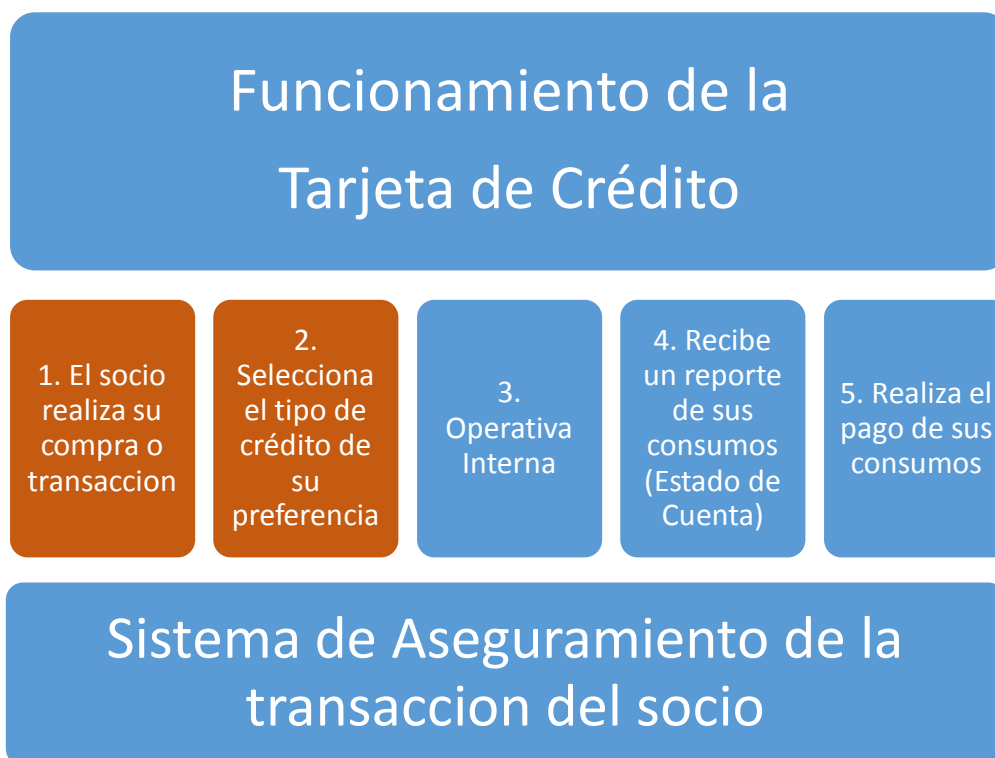 Funcionamiento de la
Tarjeta de Crédito
1. El socio
realiza su
compra o
transaccion
2.
Selecciona
el tipo de
crédito de
su
preferencia
3.
Operativa
Interna
4. Recibe
un reporte
de sus
consumos
(Estado de
Cuenta)
5. Realiza el
pago de sus
consumos
Sistema de Aseguramiento de la
transaccion del socio